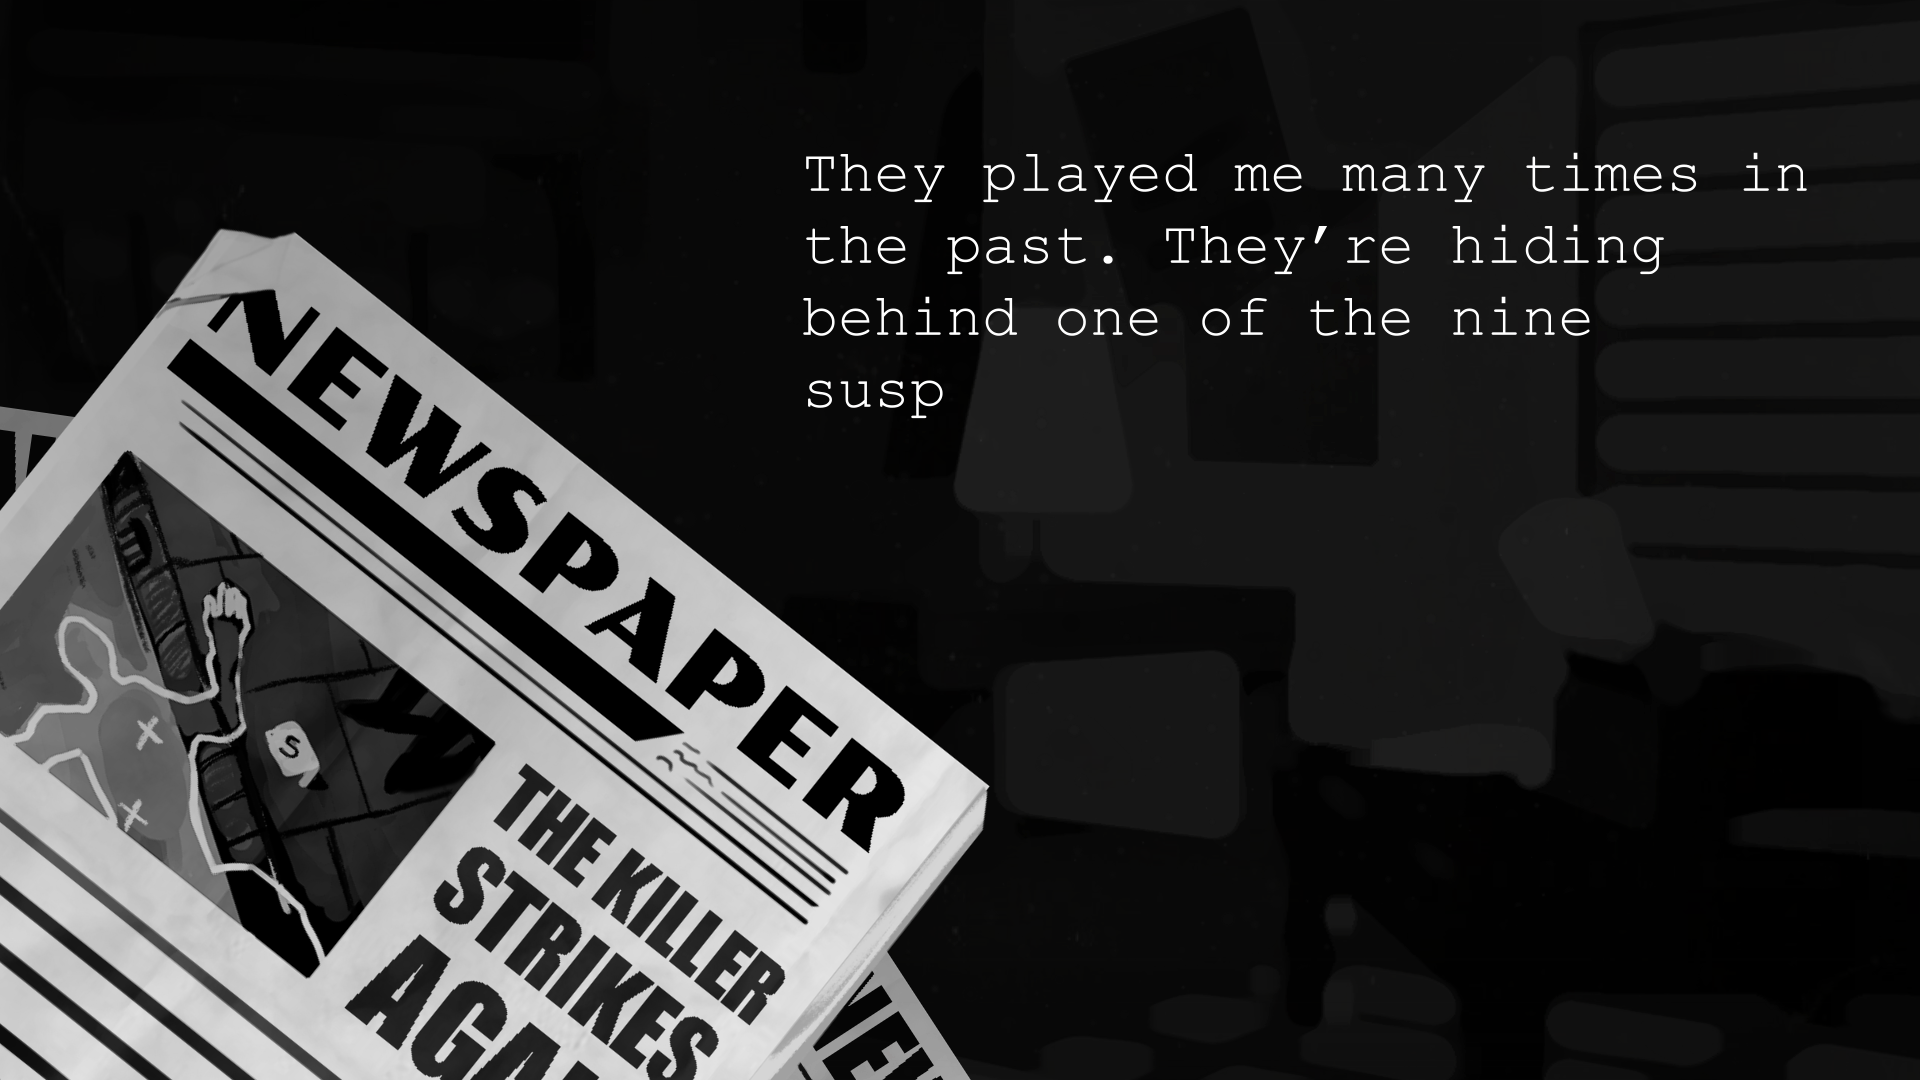 They played me many times in
the past. They’re hiding
behind one of the nine
susp
NEWSPAPER
S
THE KILLER
STRIKES